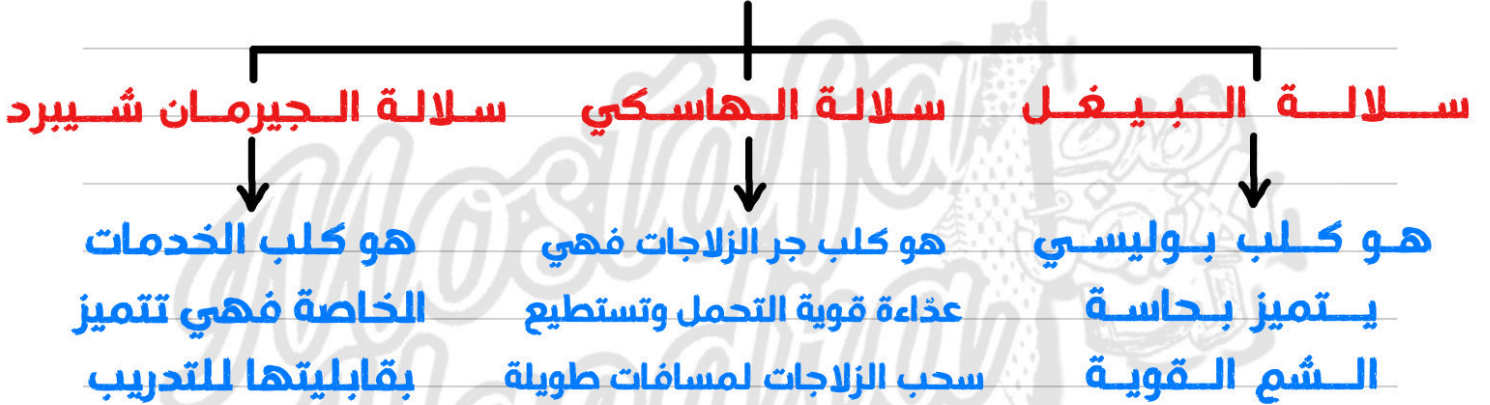 سلالة البيغل
سلالة الهاسكي
سلالة الجيرمان شيبرد
هو كلب بوليسي
يتميز بحاسة
الشم القوية
هو كلب جر الزلاجات فهي
عدّاءة قوية التحمل وتستطيع
سحب الزلاجات لمسافات طويلة
هو كلب الخدمات
الخاصة فهي تتميز
بقابليتها للتدريب
Mostafa